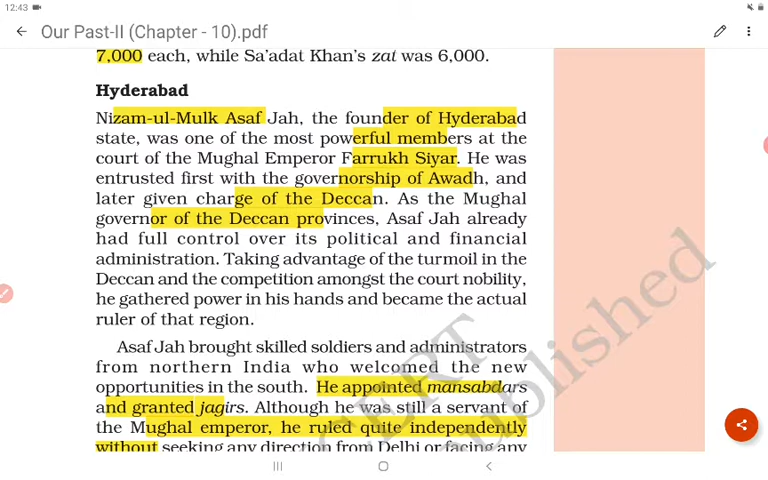 12:43
Our Past-II (Chapter - 10).pdf
7,000 each, while Sa'adat Khan's zat was 6,000.
Hyderabad
Nizam-ul-Mulk Asaf Jah, the founder of Hyderabad
state, was one of the most powerful members at the
court of the Mughal Emperor Farrukh Siyar. He was
entrusted first with the governorship of Awadh, and
later given charge of the Deccan. As the Mughal
governor of the Deccan provinces, Asaf Jah already
had full control over its political and financial
administration. Taking advantage of the turmoil in the
Deccan and the competition amongst the court nobility,
he gathered power in his hands and became the actual
ruler of that region.
Asaf Jah brought skilled soldiers and administrators
from northern India who welcomed the new
opportunities in the south. He appointed mansabdars
and granted jagirs. Although he was still a servant of
the Mughal emperor, he ruled quite independently
without seeking any direction from Delhi or facing any